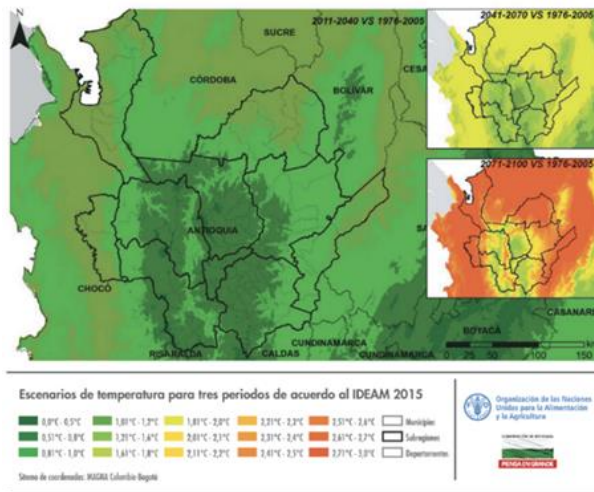 2011-2040 VS 1976-2005
2041-2070 VS 1976-2005
SUCRE
CESA
CÓRDOBA
BOLÍVAR
2071-2100 VS 1976-2005
ANTIOQUIA
SA
CHOCÓ
CASANARE
BOYACÁ
CUNDINAMARCA
RISARALDA
CALDAS
CUNDINAMARCA
km
0 25 50 100 150
Escenarios de temperatura para tres periodos de acuerdo al IDEAM 2015
0,0°C - 0,5°C 1,01°C - 1,2°C 1,81°C - 2,0°C 2,21°C - 2,3°C 2,51°C - 2,6°C Municipios
0,51°C - 0,8°C 1,21°C - 1,6°C 2,01°C - 2,1°C 2,31°C - 2,4°C 2,61°C - 2,7°C Subregiones
0,81°C - 1,0°C 1,61°C - 1,8°C 2,11°C - 2,2°C 2,41°C - 2,5°C 2,71°C - 3,0°C Departamentos
Sistema de coordenadas: MAGNA Colombia Bogotá
Organización de las Naciones
Unidas para la Alimentación
y la Agricultura
PIENSA EN GRANDE